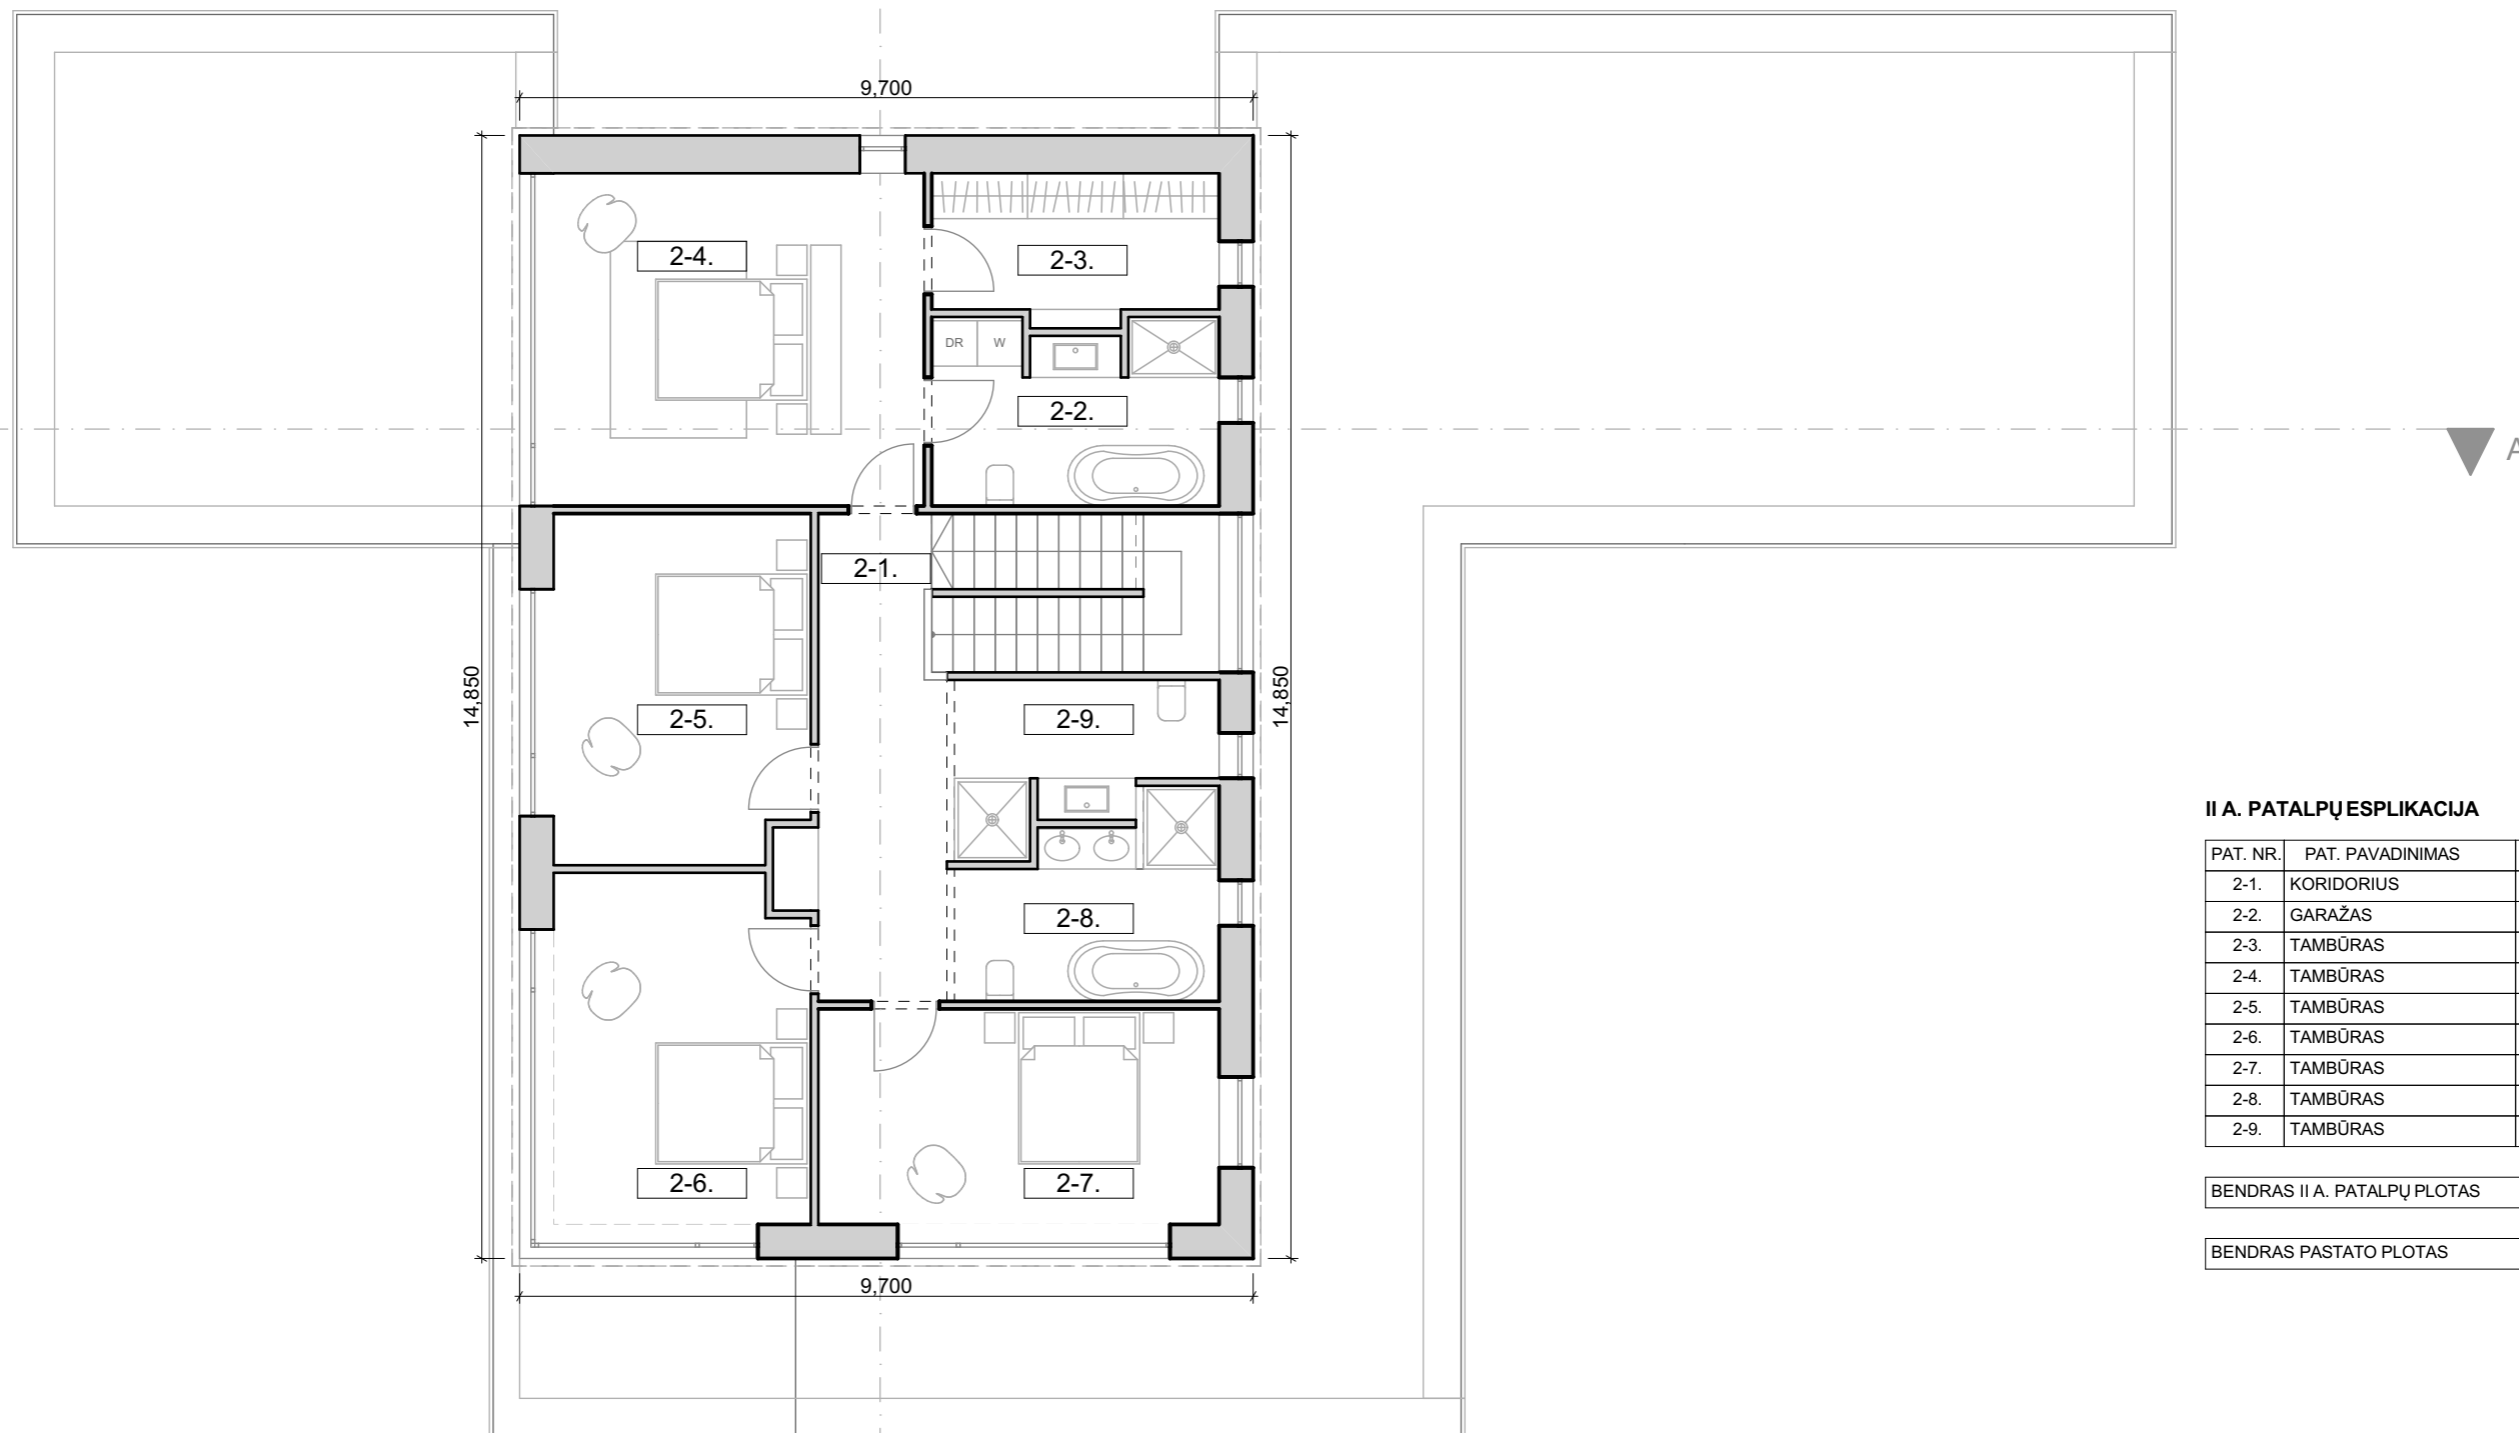 9,700
2-4.
2-3.
DR W
2-2.
A
2-1.
14,850
14,850
2-5.
2-9.
2-8.
2-6.
2-7.
9,700
II A. PATALPŲ ESPLIKACIJA
PAT. NR. PAT. PAVADINIMAS
2-1. KORIDORIUS
2-2. GARAŽAS
2-3. TAMBŪRAS
2-4. TAMBŪRAS
2-5. TAMBŪRAS
2-6. TAMBŪRAS
2-7. TAMBŪRAS
2-8. TAMBŪRAS
2-9. TAMBŪRAS
BENDRAS II A. PATALPŲ PLOTAS
BENDRAS PASTATO PLOTAS